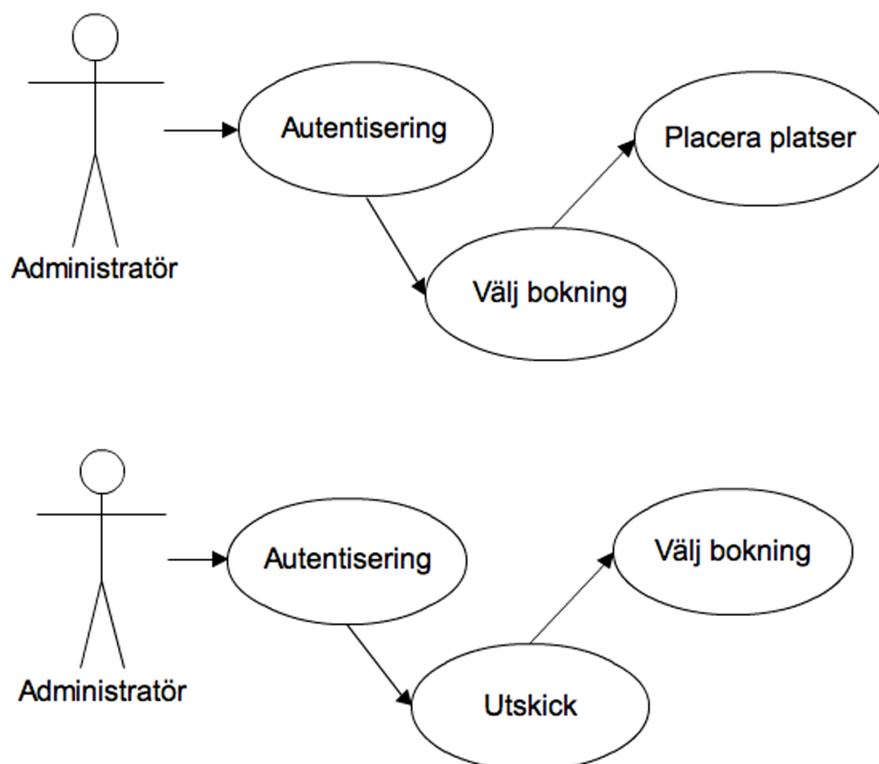 Autentisering
Placera platser
Administratör
Välj bokning
Autentisering
Välj bokning
Administratör
Utskick